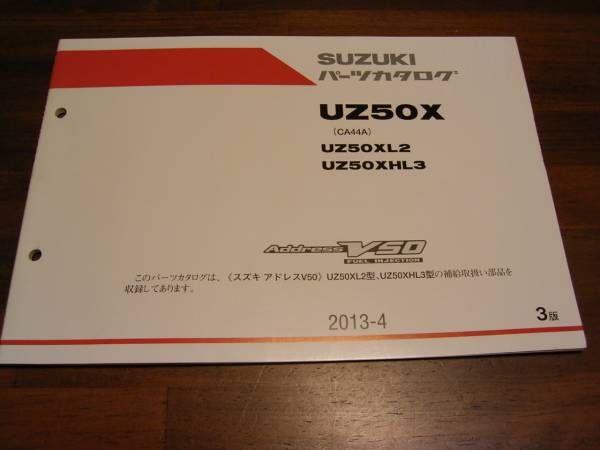 SUZUKI
パーツカタログ
UZ50X
(CA44A)
UZ50XL2
UZ50XHL3
Address V50
FUEL INJECTION
このパーツカタログは、《スズキ アドレスV50》UZ50XL2型、UZ50XHL3型の補給取扱い部品を
収録してあります。
2013-4
3版